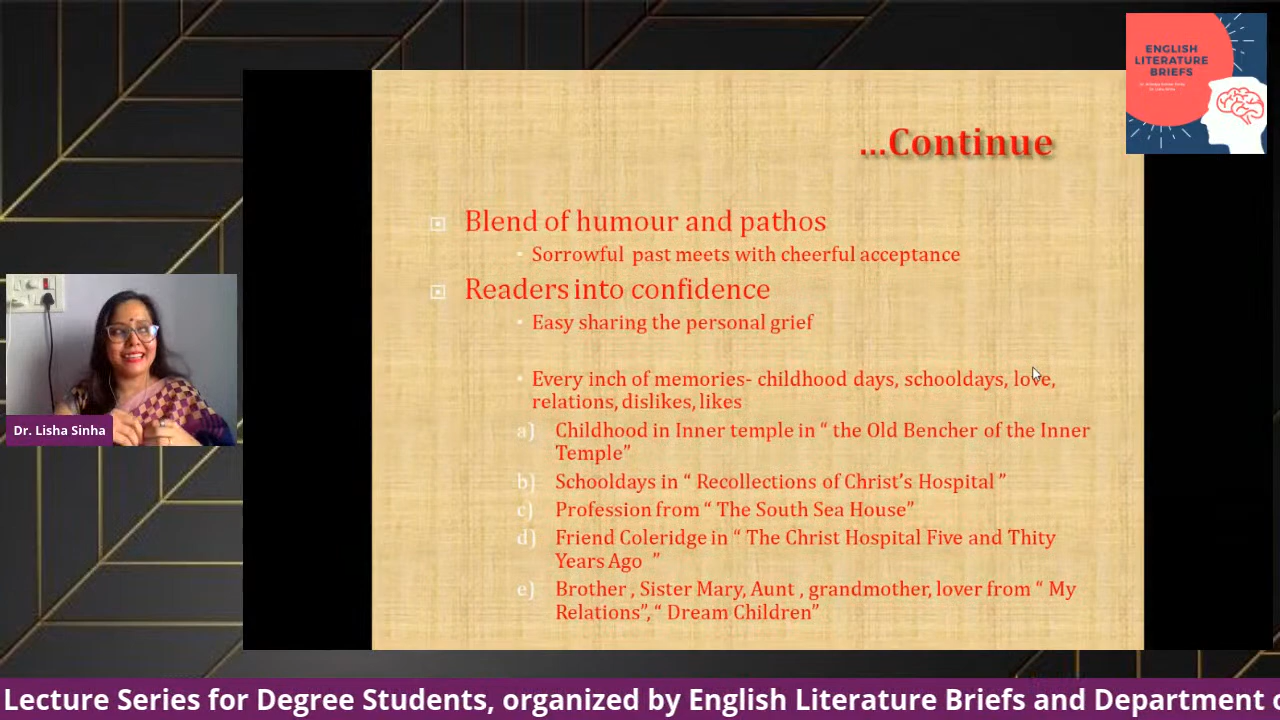 ENGLISH
LITERATURE
BRIEFS
...Continue
Blend of humour and pathos
Sorrowful past meets with cheerful acceptance
Readers into confidence
Easy sharing the personal grief
Every inch of memories- childhood days, schooldays, love,
relations, dislikes, likes
a) Childhood in Inner temple in “ the Old Bencher of the Inner
Temple”
b) Schooldays in “ Recollections of Christ’s Hospital ”
c) Profession from “ The South Sea House”
d) Friend Coleridge in “ The Christ Hospital Five and Thity
Years Ago ”
e) Brother , Sister Mary, Aunt , grandmother, lover from “ My
Relations”, “ Dream Children”
Dr. Lisha Sinha
Lecture Series for Degree Students, organized by English Literature Briefs and Department